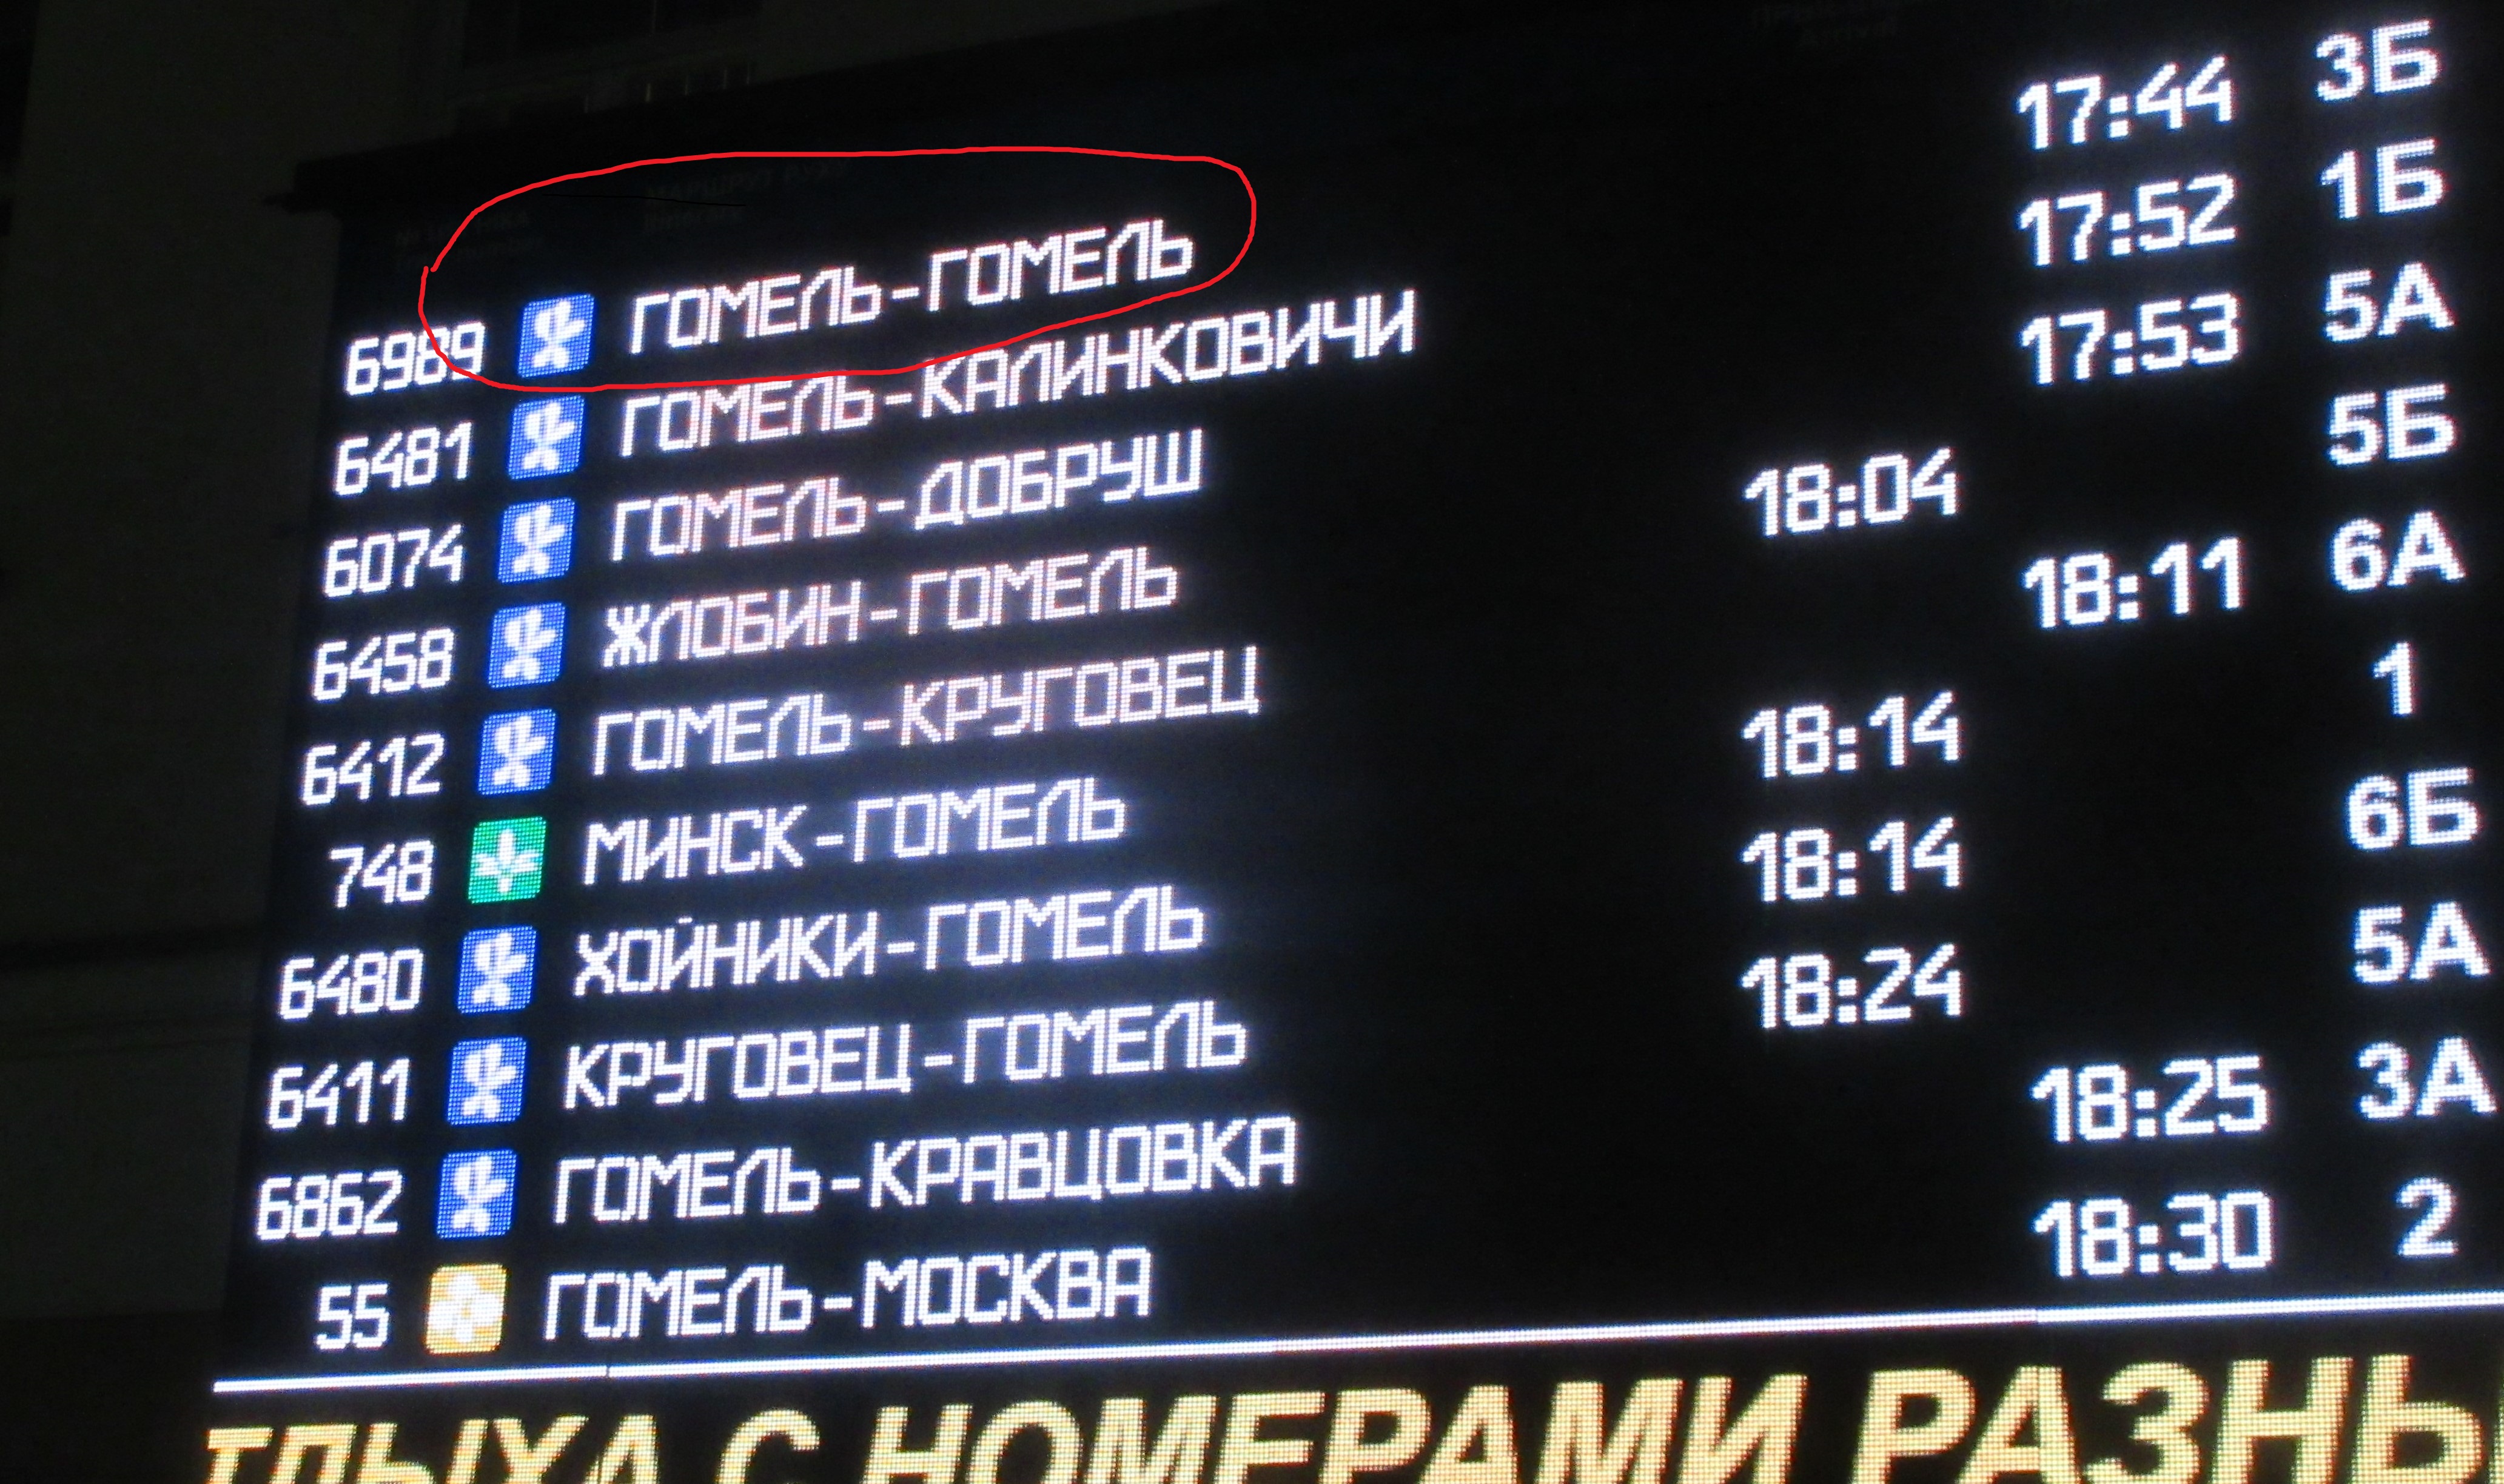 6989 ГОМЕЛЬ-ГОМЕЛЬ 17:44 3Б
6481 ГОМЕЛЬ-КАЛИНКОВИЧИ 17:52 1Б
6074 ГОМЕЛЬ-ДОБРУШ 17:53 5А
6458 ЖЛОБИН-ГОМЕЛЬ 18:04 5Б
6412 ГОМЕЛЬ-КРУГОВЕЦ 18:11 6А
748 МИНСК-ГОМЕЛЬ 18:14 1
6480 ХОЙНИКИ-ГОМЕЛЬ 18:14 6Б
6411 КРУГОВЕЦ-ГОМЕЛЬ 18:24 5А
6862 ГОМЕЛЬ-КРАВЦОВКА 18:25 3А
55 ГОМЕЛЬ-МОСКВА 18:30 2
ТДЫХА С НОМЕРАМИ РАЗНЫ